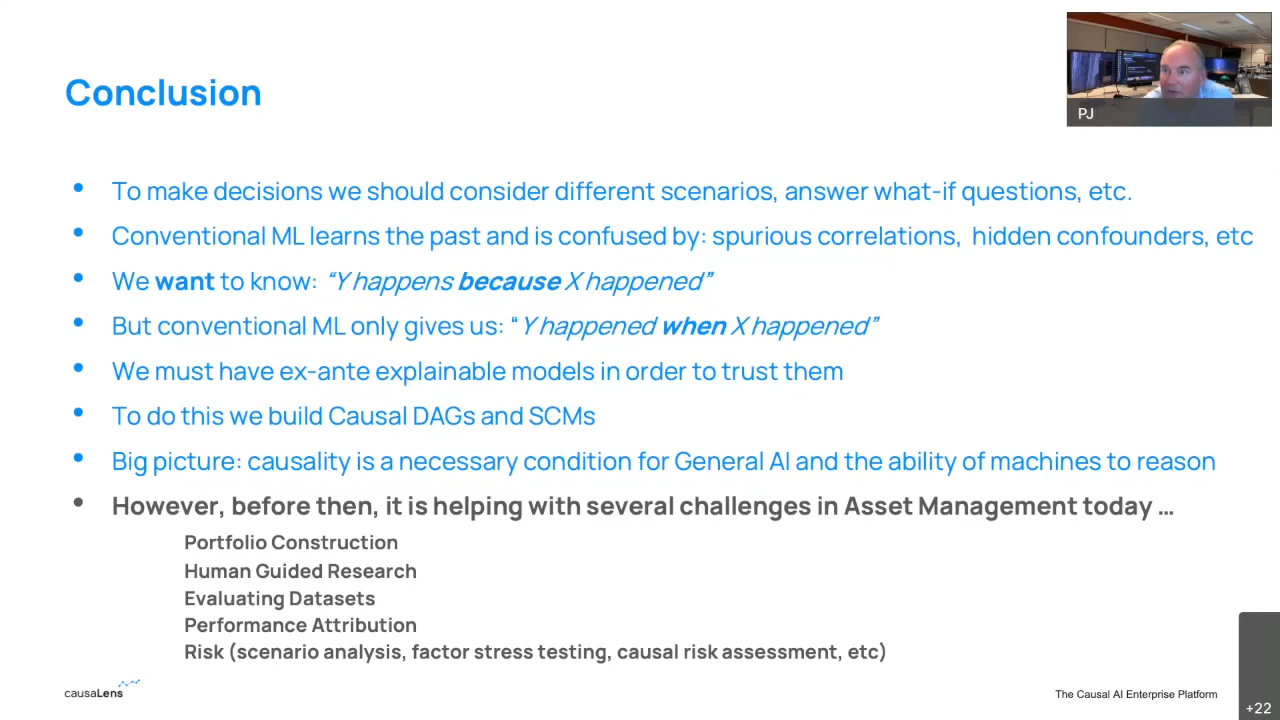 Conclusion
PJ
To make decisions we should consider different scenarios, answer what-if questions, etc.
Conventional ML learns the past and is confused by: spurious correlations, hidden confounders, etc
We want to know: “Y happens because X happened”
But conventional ML only gives us: “Y happened when X happened”
We must have ex-ante explainable models in order to trust them
To do this we build Causal DAGs and SCMs
Big picture: causality is a necessary condition for General AI and the ability of machines to reason
However, before then, it is helping with several challenges in Asset Management today …
Portfolio Construction
Human Guided Research
Evaluating Datasets
Performance Attribution
Risk (scenario analysis, factor stress testing, causal risk assessment, etc)
causaLens
The Causal AI Enterprise Platform
+22